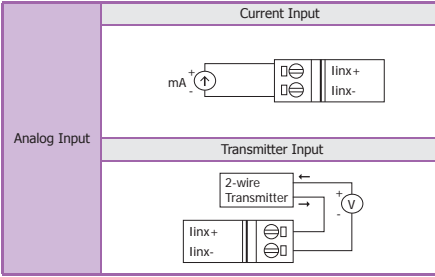 Current Input
mA
+
-
Iinx+
Iinx-
Analog Input
Transmitter Input
2-wire
Transmitter
←
→
+
V
-
Iinx+
Iinx-